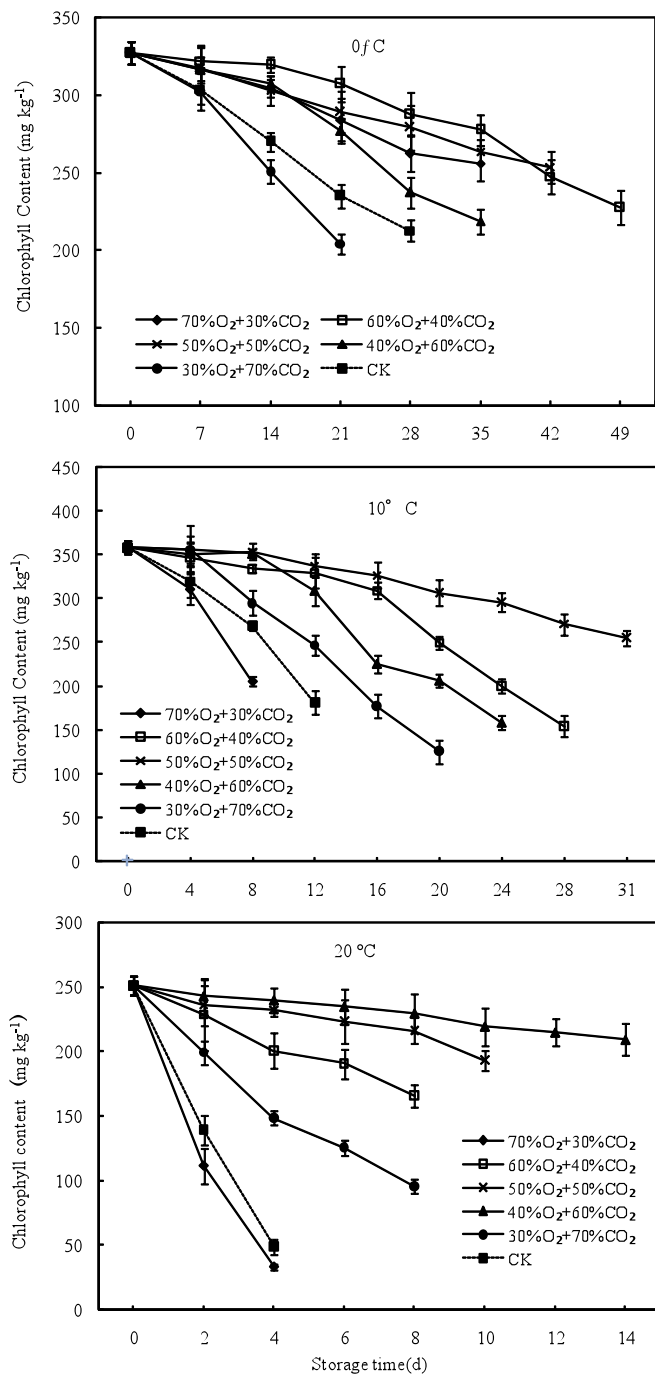 350
0ƒC
300
250
200
150
100
Chlorophyll Content (mg kg⁻¹)
70%O₂+30%CO₂ 60%O₂+40%CO₂
50%O₂+50%CO₂ 40%O₂+60%CO₂
30%O₂+70%CO₂ CK
0 7 14 21 28 35 42 49
450
10° C
400
350
300
250
200
150
100
50
0
Chlorophyll Content (mg kg⁻¹)
70%O₂+30%CO₂
60%O₂+40%CO₂
50%O₂+50%CO₂
40%O₂+60%CO₂
30%O₂+70%CO₂
CK
0 4 8 12 16 20 24 28 31
300
20 ºC
250
200
150
100
50
0
Chlorophyll content (mg kg⁻¹)
70%O₂+30%CO₂
60%O₂+40%CO₂
50%O₂+50%CO₂
40%O₂+60%CO₂
30%O₂+70%CO₂
CK
0 2 4 6 8 10 12 14
Storage time(d)